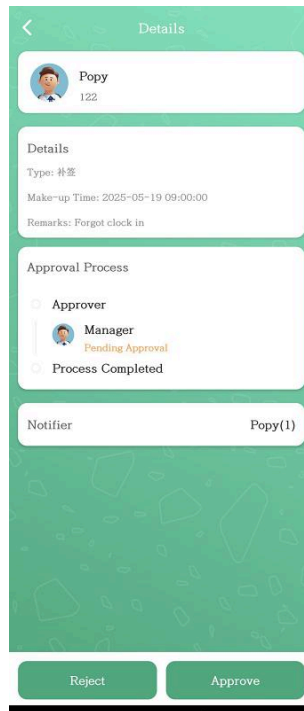 Details
Popy
122
Details
Type: 补签
Make-up Time: 2025-05-19 09:00:00
Remarks: Forgot clock in
Approval Process
Approver
Manager
Pending Approval
Process Completed
Notifier Popy(1)
Reject Approve